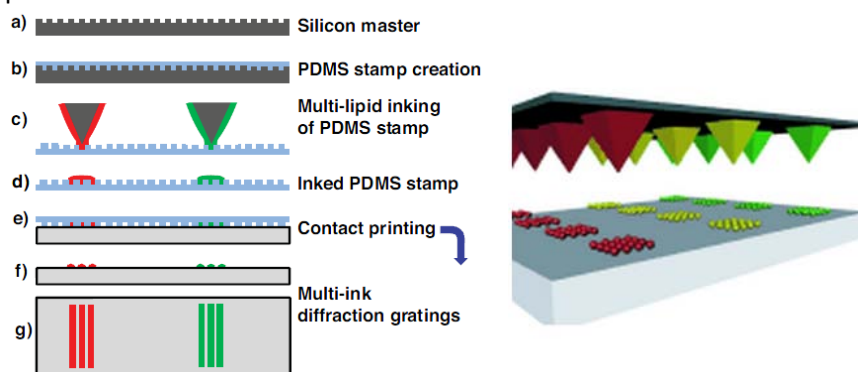 a) Silicon master
b) PDMS stamp creation
c) Multi-lipid inking
of PDMS stamp
d) Inked PDMS stamp
e) Contact printing
f)
Multi-ink
diffraction gratings
g)